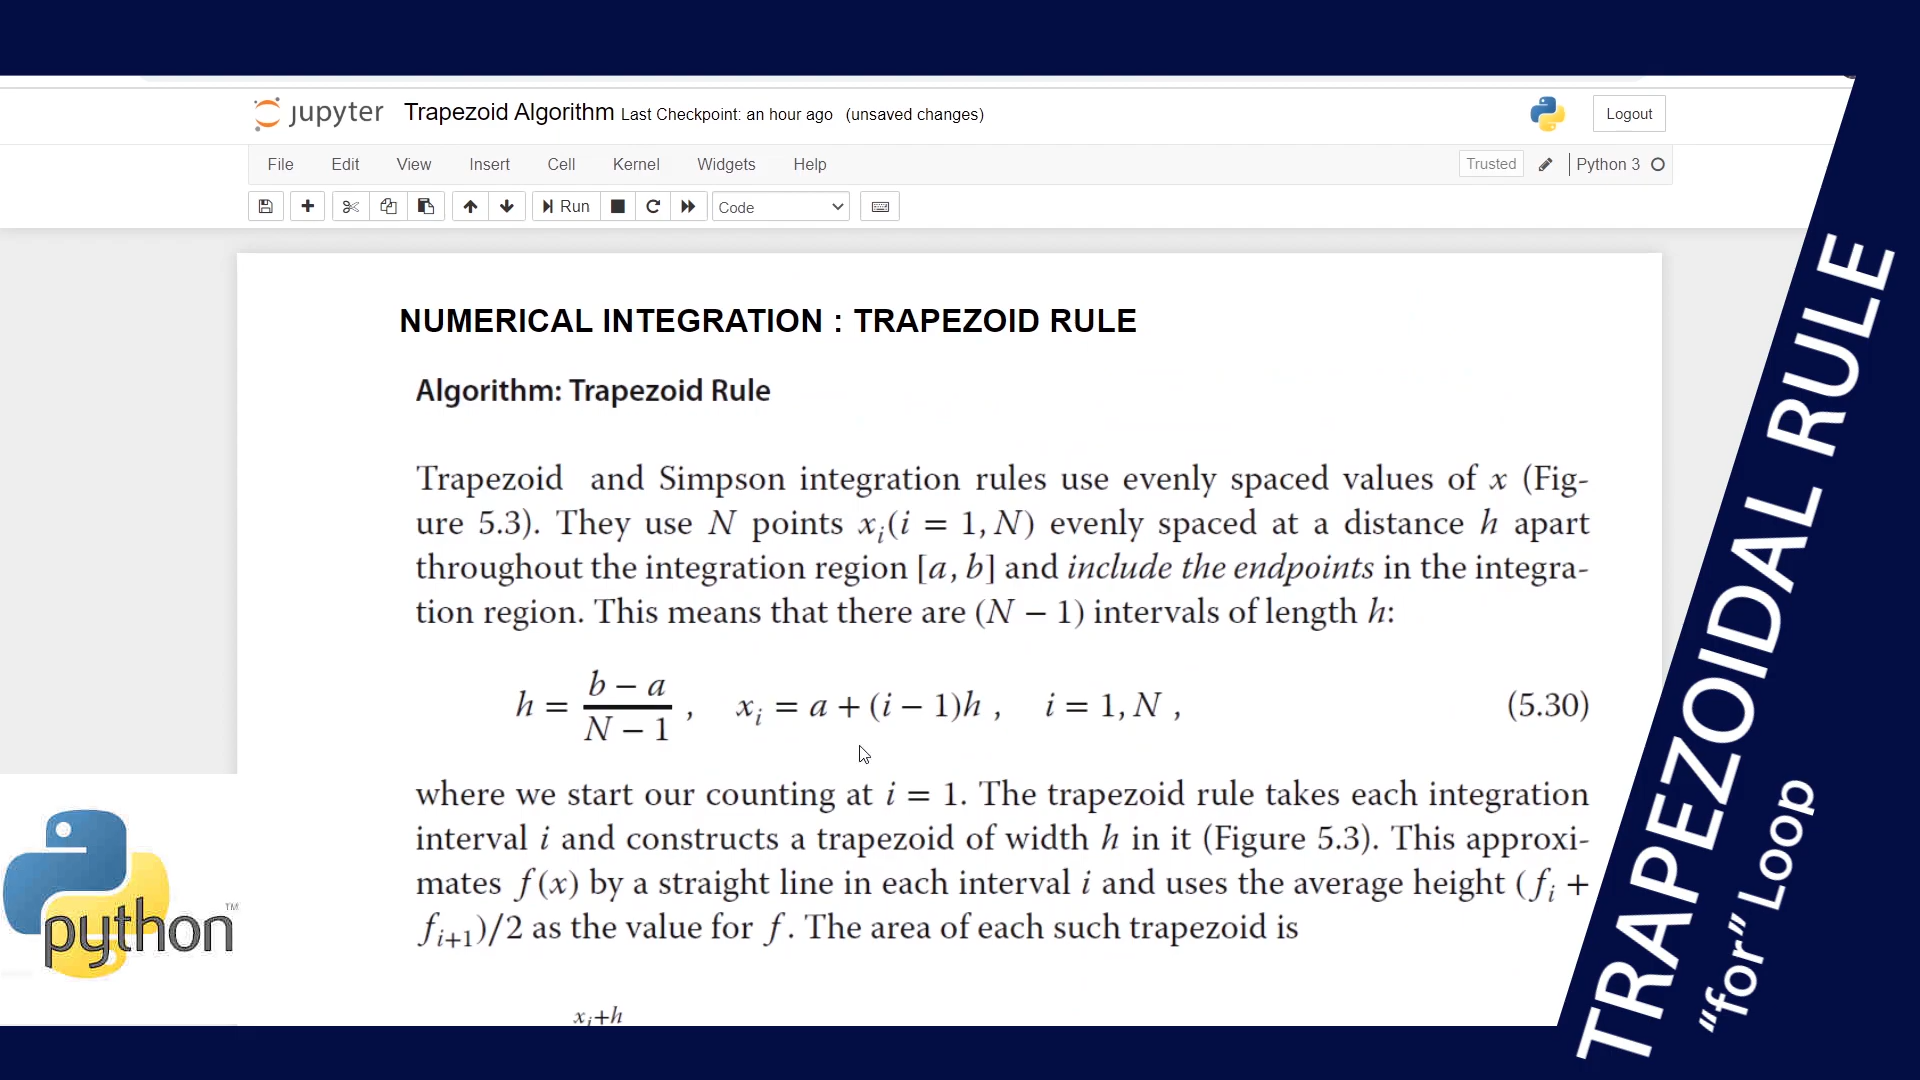 jupyter Trapezoid Algorithm Last Checkpoint: an hour ago (unsaved changes)
Logout
File Edit View Insert Cell Kernel Widgets Help
Trusted Python 3
Run Code
NUMERICAL INTEGRATION : TRAPEZOID RULE
Algorithm: Trapezoid Rule
Trapezoid and Simpson integration rules use evenly spaced values of x (Fig-
ure 5.3). They use N points xᵢ(i = 1, N) evenly spaced at a distance h apart
throughout the integration region [a, b] and include the endpoints in the integra-
tion region. This means that there are (N − 1) intervals of length h:
h = (b − a)/(N − 1) , xᵢ = a + (i − 1)h , i = 1, N , (5.30)
where we start our counting at i = 1. The trapezoid rule takes each integration
interval i and constructs a trapezoid of width h in it (Figure 5.3). This approxi-
mates f(x) by a straight line in each interval i and uses the average height (fᵢ +
fᵢ₊₁)/2 as the value for f. The area of each such trapezoid is
xᵢ+h
python™
TRAPEZOIDAL RULE
"for" Loop